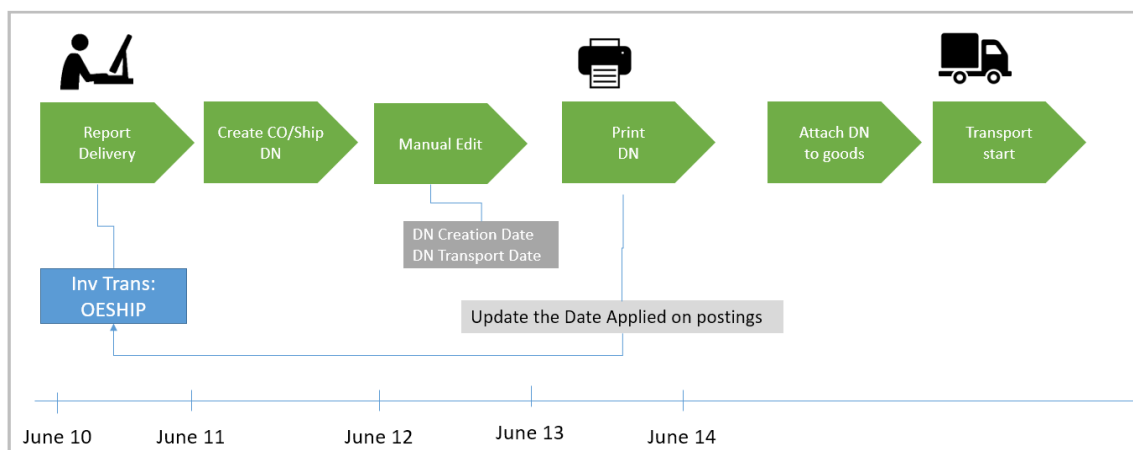 Report
Delivery
Create CO/Ship
DN
Manual Edit
Print
DN
Attach DN
to goods
Transport
start
DN Creation Date
DN Transport Date
Inv Trans:
OESHIP
Update the Date Applied on postings
June 10
June 11
June 12
June 13
June 14